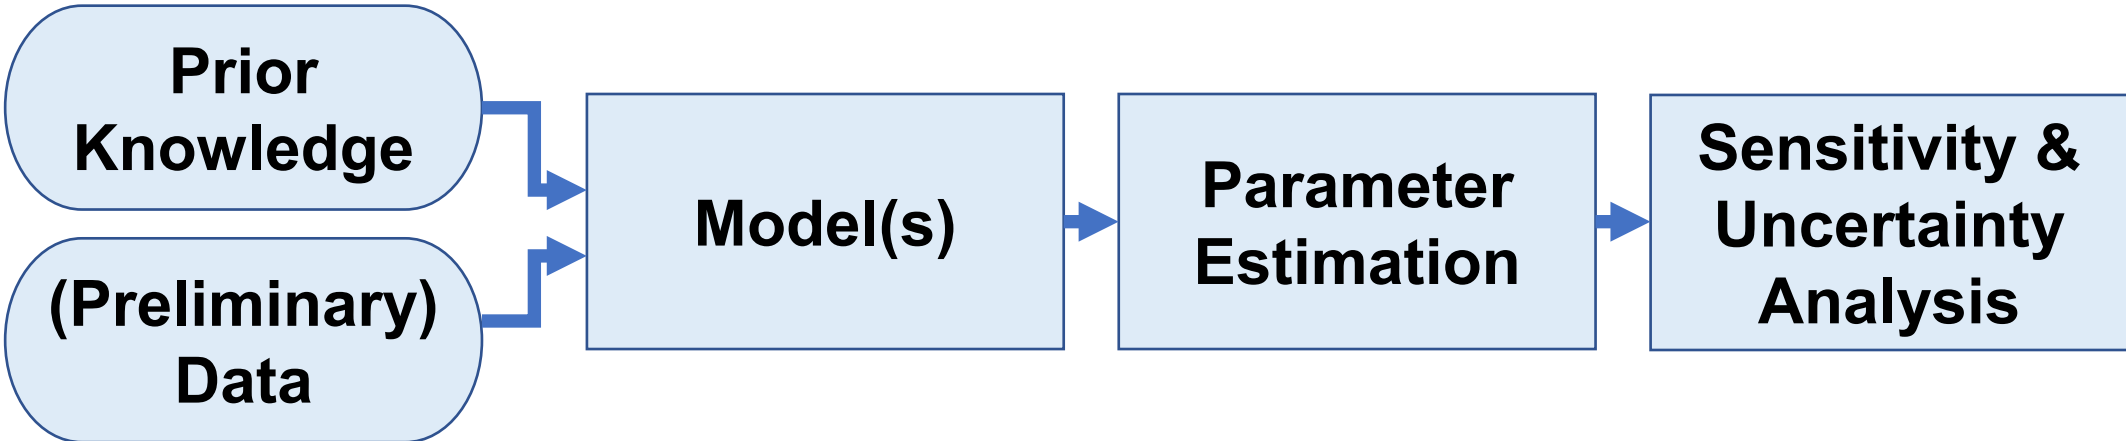 Prior
Knowledge
(Preliminary)
Data
Model(s)
Parameter
Estimation
Sensitivity &
Uncertainty
Analysis